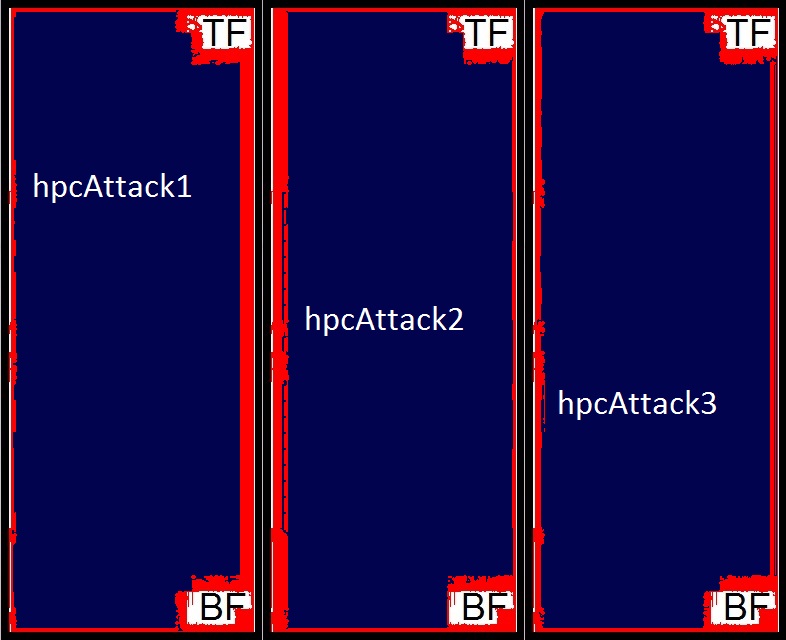 TF TF TF
hpcAttack1
hpcAttack2
hpcAttack3
BF BF BF